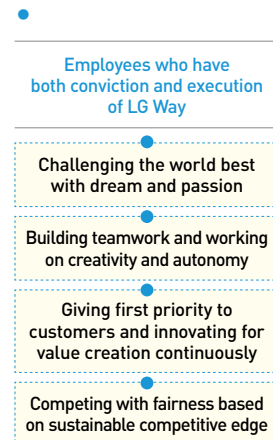 Employees who have
both conviction and execution
of LG Way
Challenging the world best
with dream and passion
Building teamwork and working
on creativity and autonomy
Giving first priority to
customers and innovating for
value creation continuously
Competing with fairness based
on sustainable competitive edge